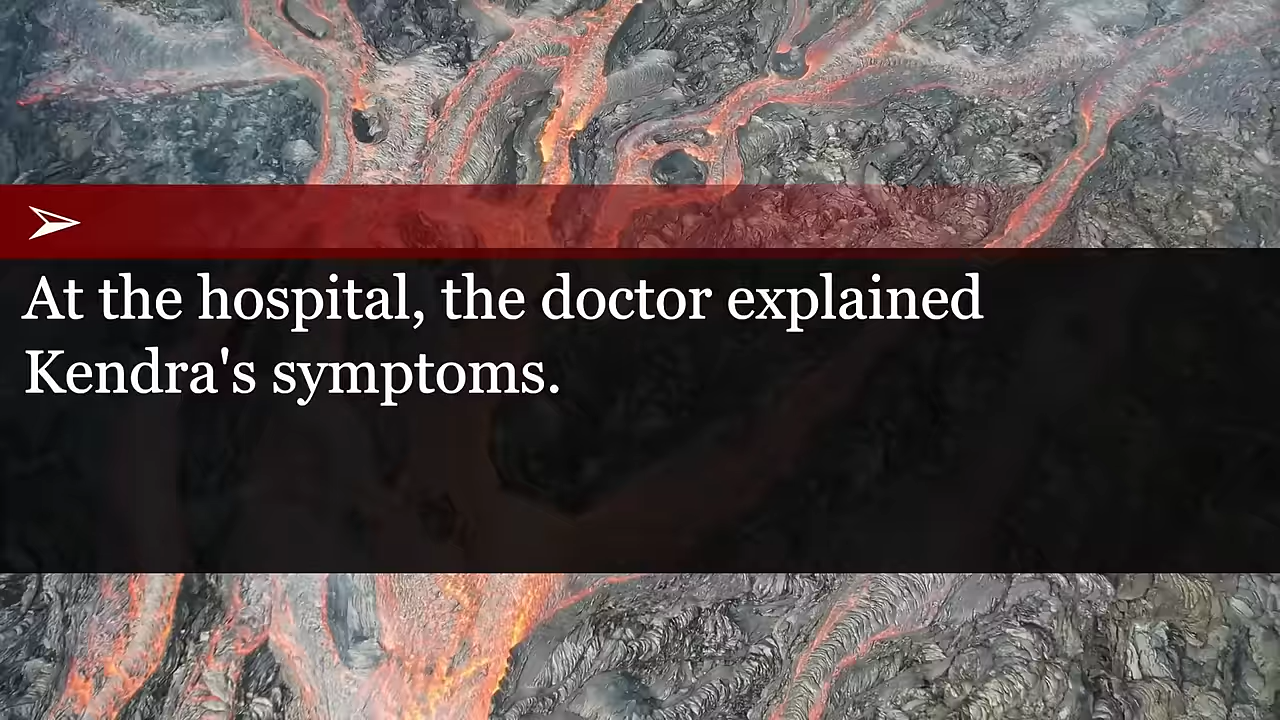 At the hospital, the doctor explained
Kendra's symptoms.